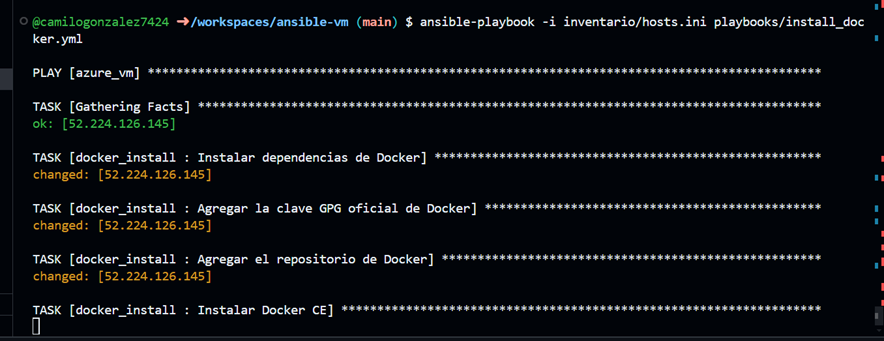 @camilogonzalez7424 ➜/workspaces/ansible-vm (main) $ ansible-playbook -i inventario/hosts.ini playbooks/install_doc
ker.yml
PLAY [azure_vm] **********************************************************************************************
TASK [Gathering Facts] ***************************************************************************************
ok: [52.224.126.145]
TASK [docker_install : Instalar dependencias de Docker] ******************************************************
changed: [52.224.126.145]
TASK [docker_install : Agregar la clave GPG oficial de Docker] ***********************************************
changed: [52.224.126.145]
TASK [docker_install : Agregar el repositorio de Docker] *****************************************************
changed: [52.224.126.145]
TASK [docker_install : Instalar Docker CE] *******************************************************************